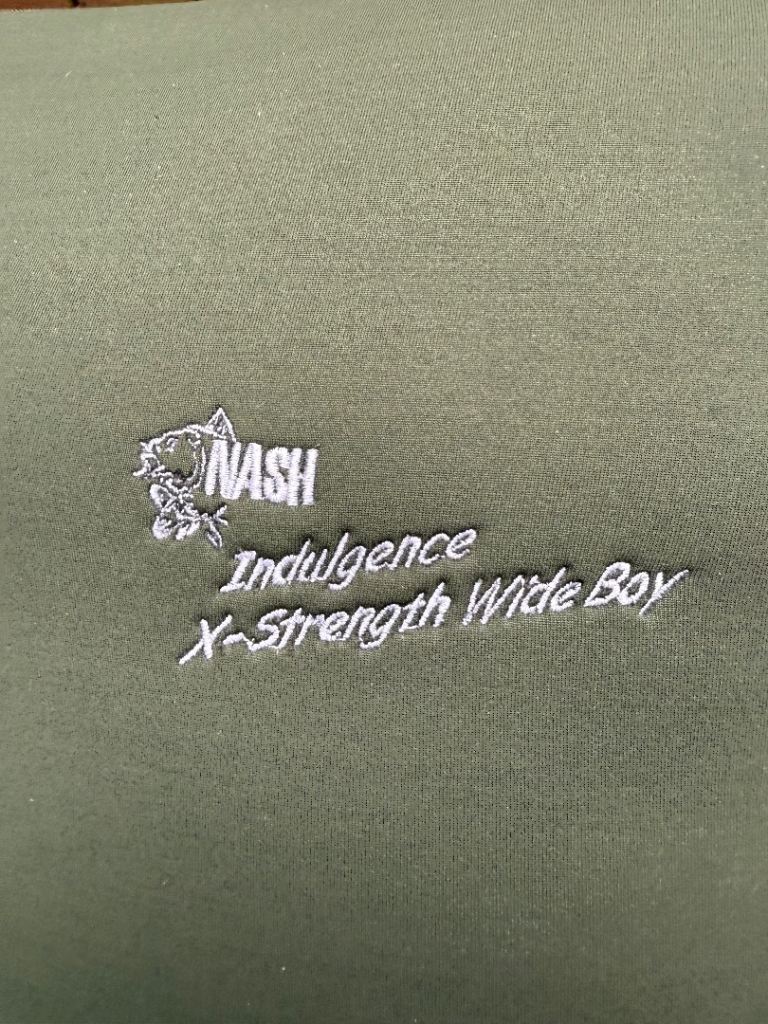 NASH
Indulgence
X-Strength Wide Boy